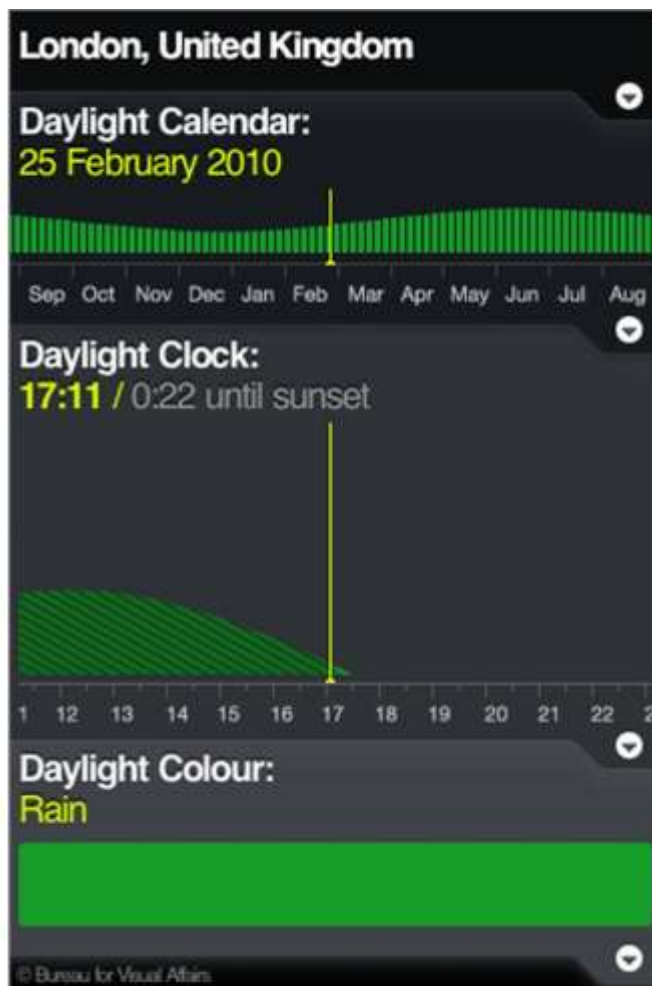 London, United Kingdom
Daylight Calendar:
25 February 2010
Sep Oct Nov Dec Jan Feb Mar Apr May Jun Jul Aug
Daylight Clock:
17:11 / 0:22 until sunset
1 12 13 14 15 16 17 18 19 20 21 22 2
Daylight Colour:
Rain
© Bureau for Visual Affairs